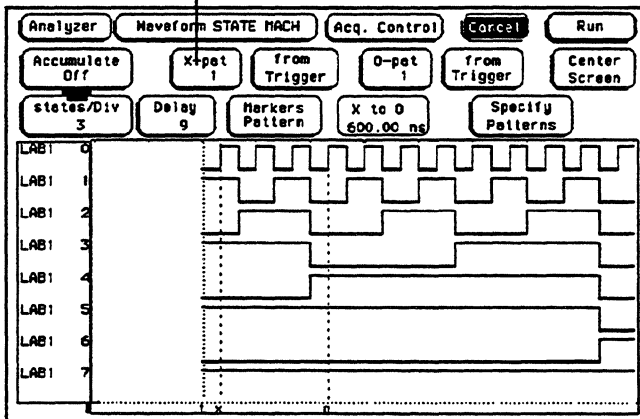 Analyzer Waveform STATE MACH Acq. Control Cancel Run
Accumulate Off X-pat 1 from Trigger O-pat 1 from Trigger Center Screen
states/Div 3 Delay 9 Markers Pattern X to O 600.00 ns Specify Patterns
LAB1 0
LAB1 1
LAB1 2
LAB1 3
LAB1 4
LAB1 5
LAB1 6
LAB1 7
t x o